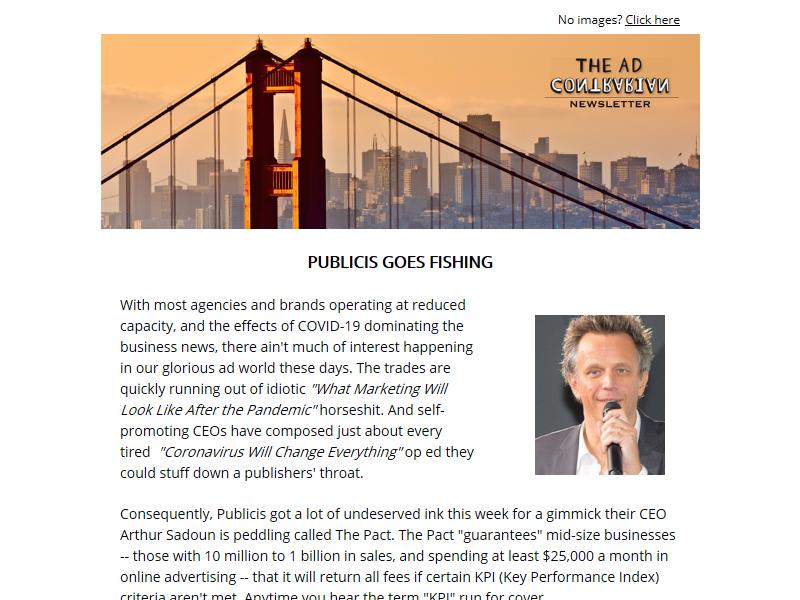 No images? Click here
THE AD
CONTRARIAN
NEWSLETTER
PUBLICIS GOES FISHING
With most agencies and brands operating at reduced
capacity, and the effects of COVID-19 dominating the
business news, there ain't much of interest happening
in our glorious ad world these days. The trades are
quickly running out of idiotic "What Marketing Will
Look Like After the Pandemic" horseshit. And self-
promoting CEOs have composed just about every
tired "Coronavirus Will Change Everything" op ed they
could stuff down a publishers' throat.
Consequently, Publicis got a lot of undeserved ink this week for a gimmick their CEO
Arthur Sadoun is peddling called The Pact. The Pact "guarantees" mid-size businesses
-- those with 10 million to 1 billion in sales, and spending at least $25,000 a month in
online advertising -- that it will return all fees if certain KPI (Key Performance Index)
criteria aren't met. Anytime you hear the term "KPI" run for cover.